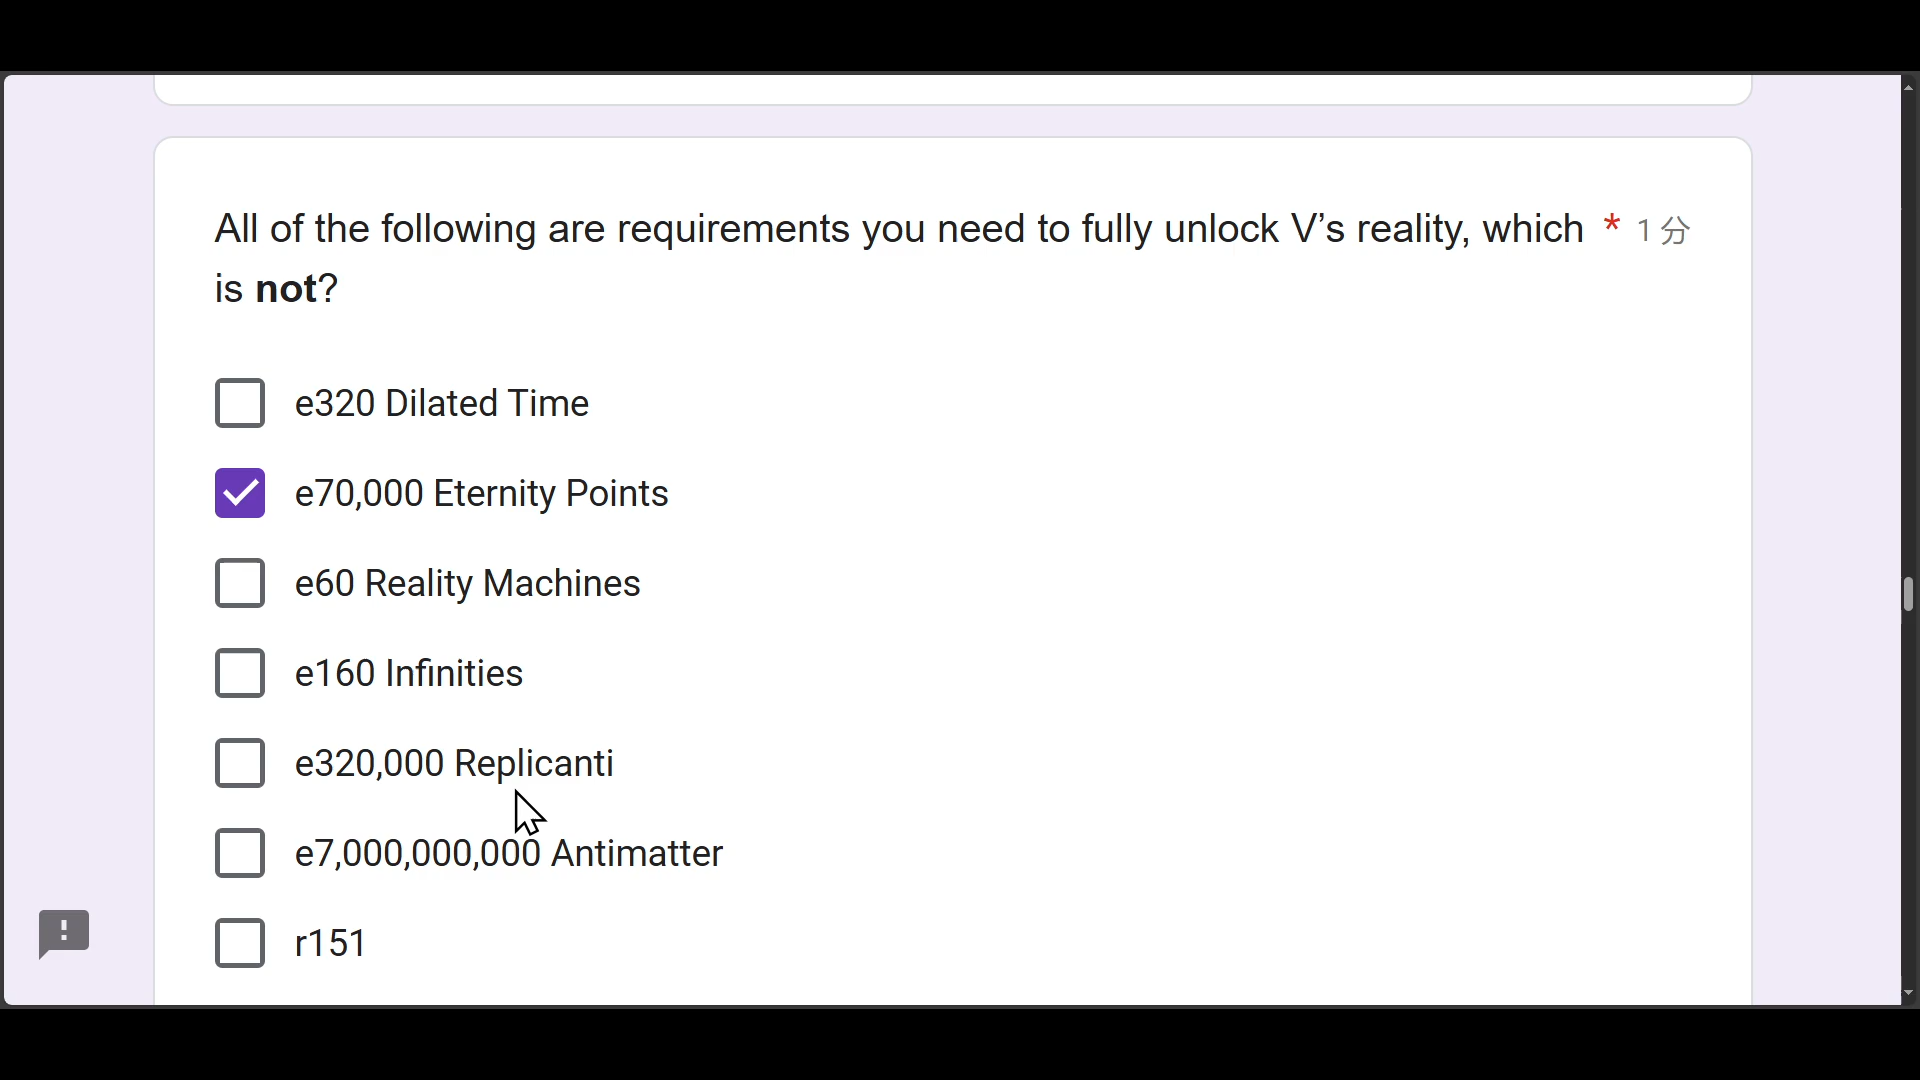 All of the following are requirements you need to fully unlock V’s reality, which * 1 分
is not?
e320 Dilated Time
e70,000 Eternity Points
e60 Reality Machines
e160 Infinities
e320,000 Replicanti
e7,000,000,000 Antimatter
r151